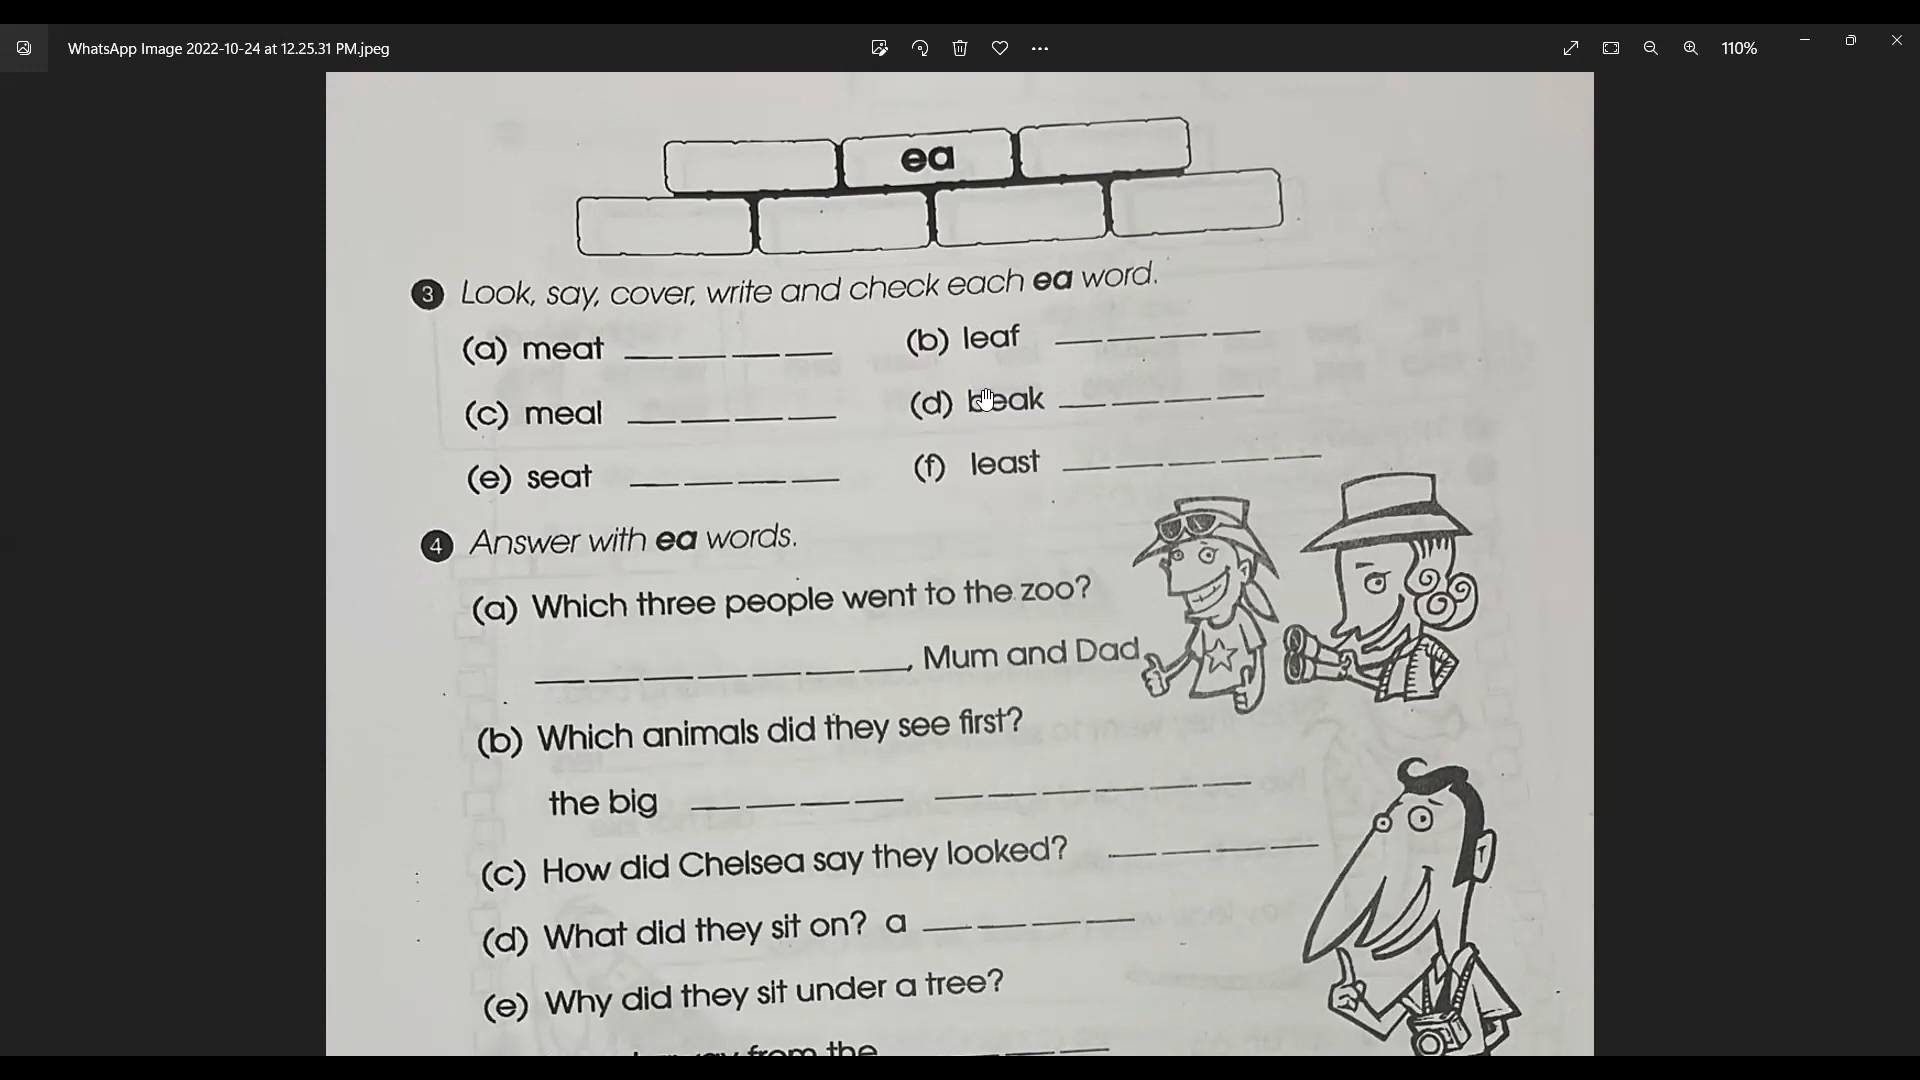 WhatsApp Image 2022-10-24 at 12.25.31 PM.jpeg
110%
ea
3 Look, say, cover, write and check each ea word.
(a) meat
(b) leaf
(c) meal
(d) beak
(e) seat
(f) least
4 Answer with ea words.
(a) Which three people went to the zoo?
, Mum and Dad
(b) Which animals did they see first?
the big
(c) How did Chelsea say they looked?
(d) What did they sit on? a
(e) Why did they sit under a tree?
from the